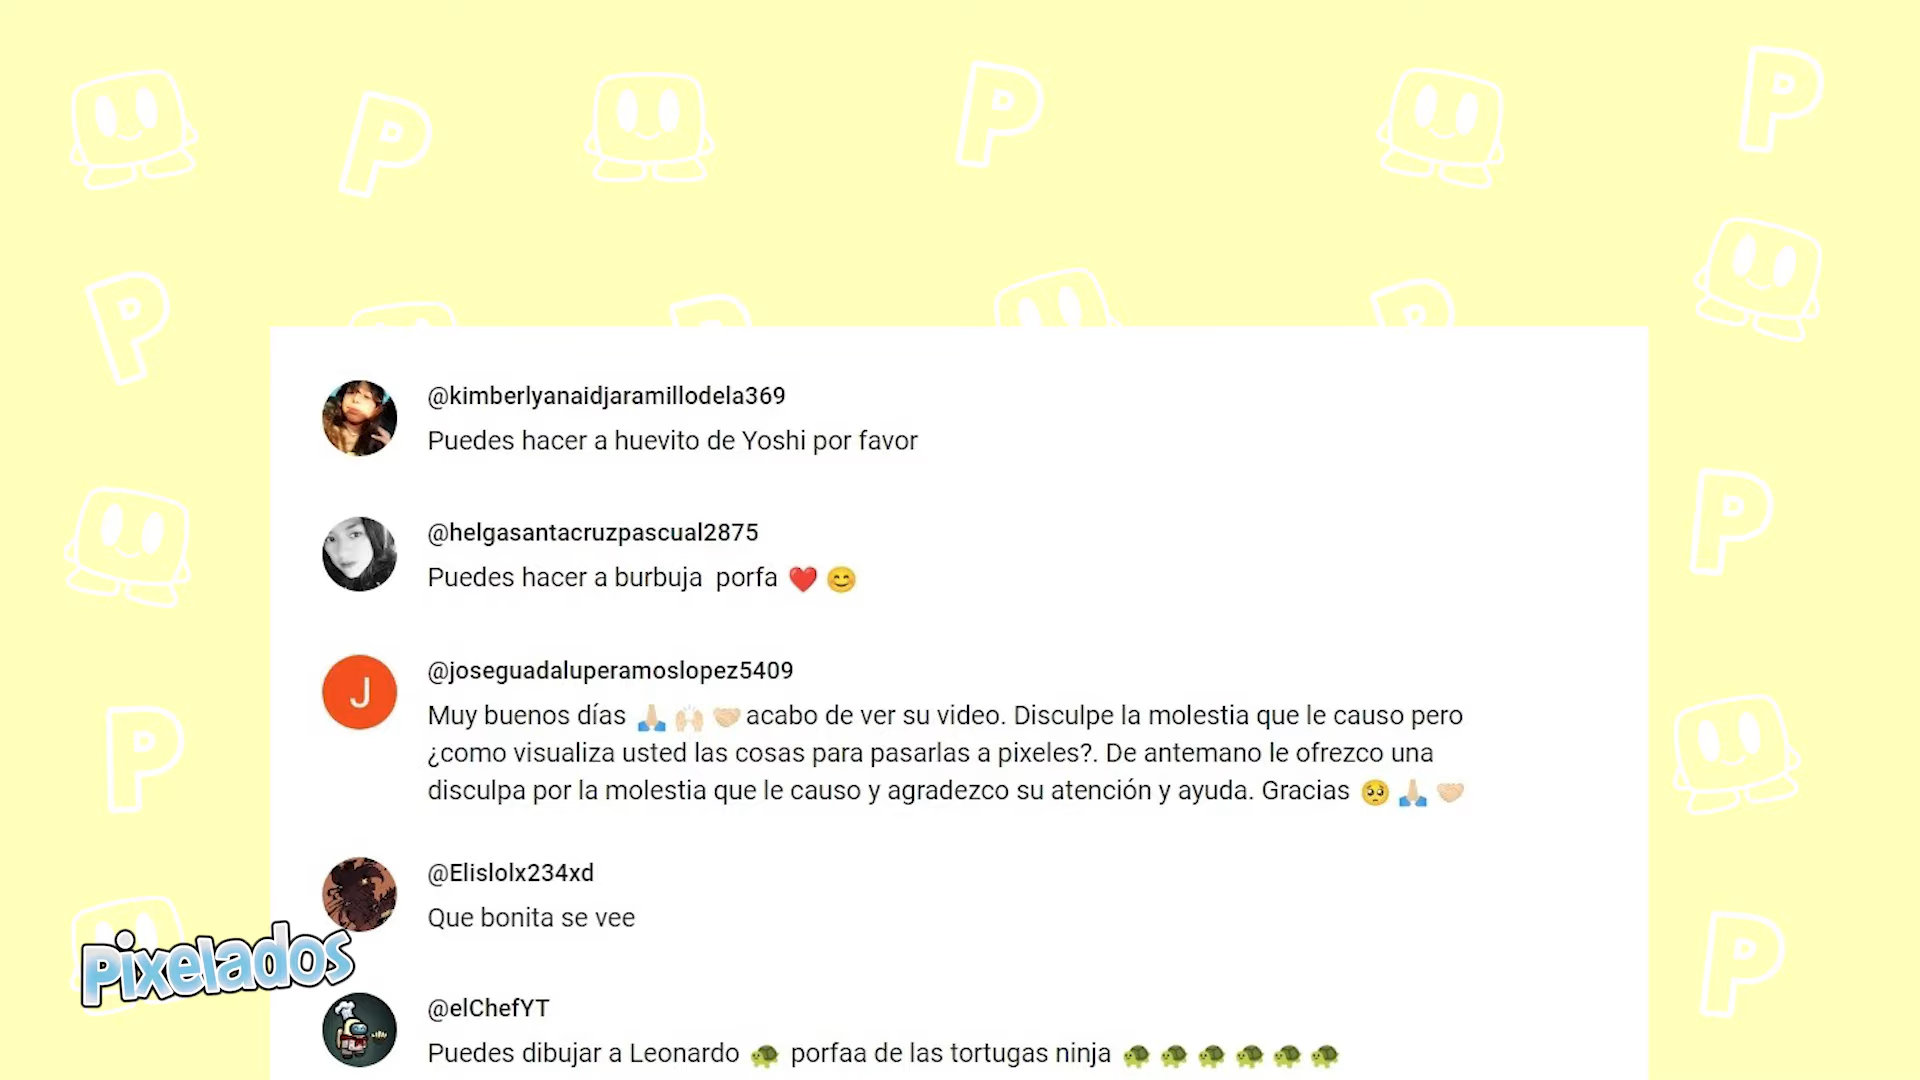 P
P
P
P
P
@kimberlyanaidjaramillodela369
Puedes hacer a huevito de Yoshi por favor
@helgasantacruzpascual2875
Puedes hacer a burbuja porfa ❤️ 😊
P
J
@joseguadaluperamoslopez5409
Muy buenos días 🙏🏻 🙌🏻 🤝🏻 acabo de ver su video. Disculpe la molestia que le causo pero
¿como visualiza usted las cosas para pasarlas a pixeles?. De antemano le ofrezco una
disculpa por la molestia que le causo y agradezco su atención y ayuda. Gracias 🥺 🙏🏻 🤝🏻
P
@Elislolx234xd
Que bonita se vee
Pixelados
P
@elChefYT
Puedes dibujar a Leonardo 🐢 porfaa de las tortugas ninja 🐢 🐢 🐢 🐢 🐢 🐢